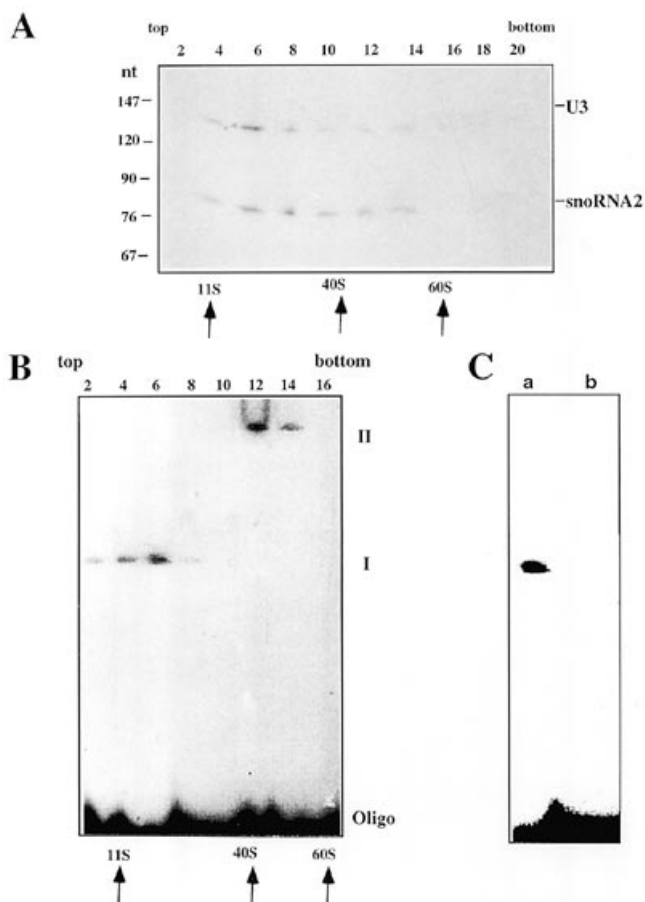 A
top bottom
2 4 6 8 10 12 14 16 18 20
nt
147 –
120 –
90 –
76 –
67 –
–U3
–snoRNA2
11S 40S 60S
B
top bottom
2 4 6 8 10 12 14 16
II
I
Oligo
11S 40S 60S
C
a b